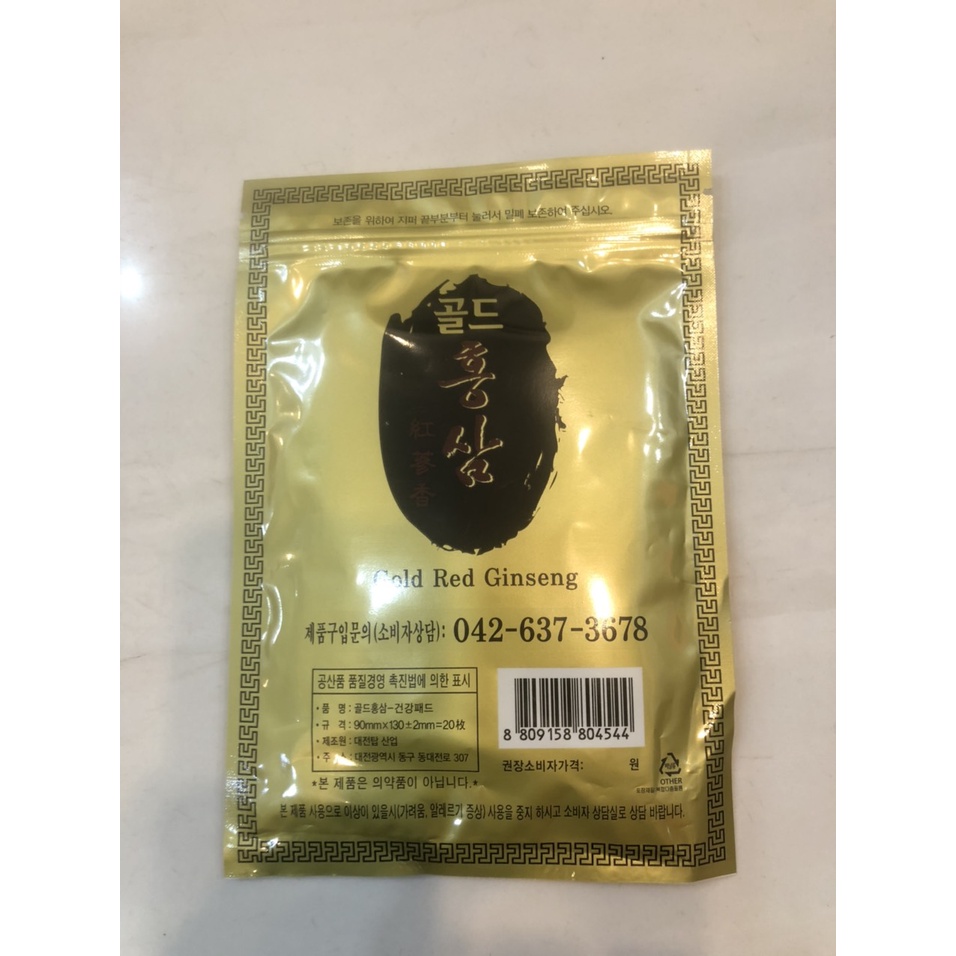 보존을 위하여 지퍼 끝부분부터 눌러서 밀폐 보존하여 주십시오.
골드
홍삼
紅蔘香
Gold Red Ginseng
제품구입문의(소비자상담): 042-637-3678
공산품 품질경영 촉진법에 의한 표시
• 품 명 : 골드홍삼-건강패드
• 규 격 : 90mm×130±2mm=20枚
• 제조원 : 대전탑 산업
• 주 소 : 대전광역시 동구 동대전로 307
8 809158 804544
권장소비자가격: 원
OTHER
*본 제품은 의약품이 아닙니다.*
본 제품 사용으로 이상이 있을시(가려움, 알레르기 증상) 사용을 중지 하시고 소비자 상담실로 상담 바랍니다.